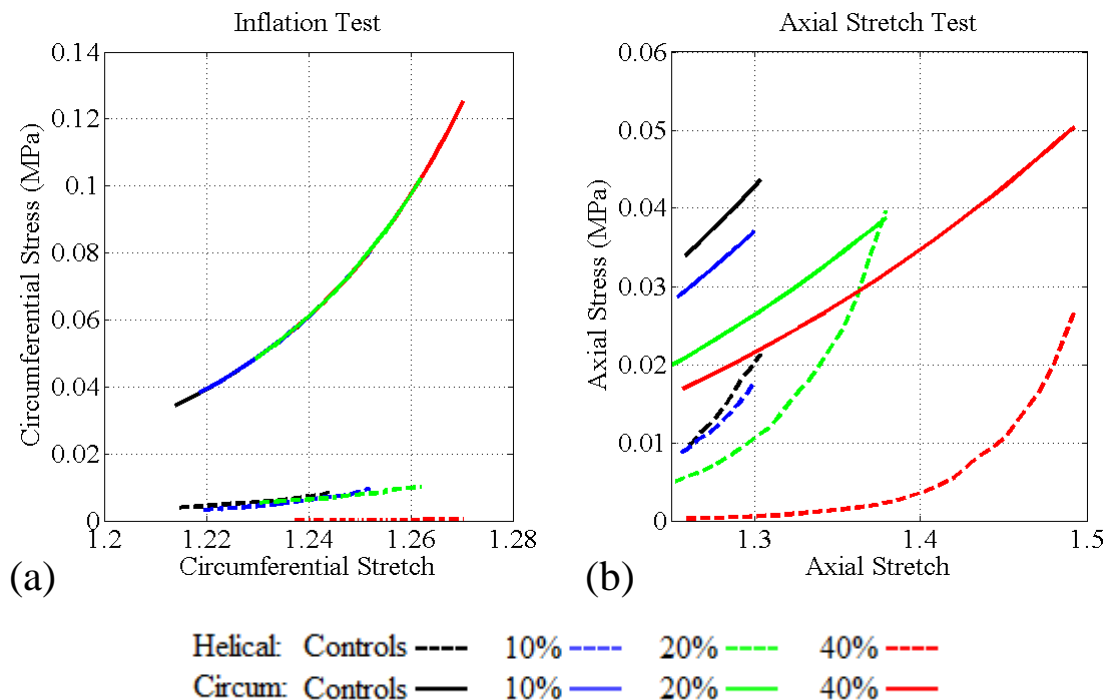 Inflation Test
0.14
0.12
0.1
0.08
0.06
0.04
0.02
0
Circumferential Stress (MPa)
1.2 1.22 1.24 1.26 1.28
Circumferential Stretch
(a)
Axial Stretch Test
0.06
0.05
0.04
0.03
0.02
0.01
0
Axial Stress (MPa)
1.3 1.4 1.5
Axial Stretch
(b)
Helical: Controls 10% 20% 40%
Circum: Controls 10% 20% 40%